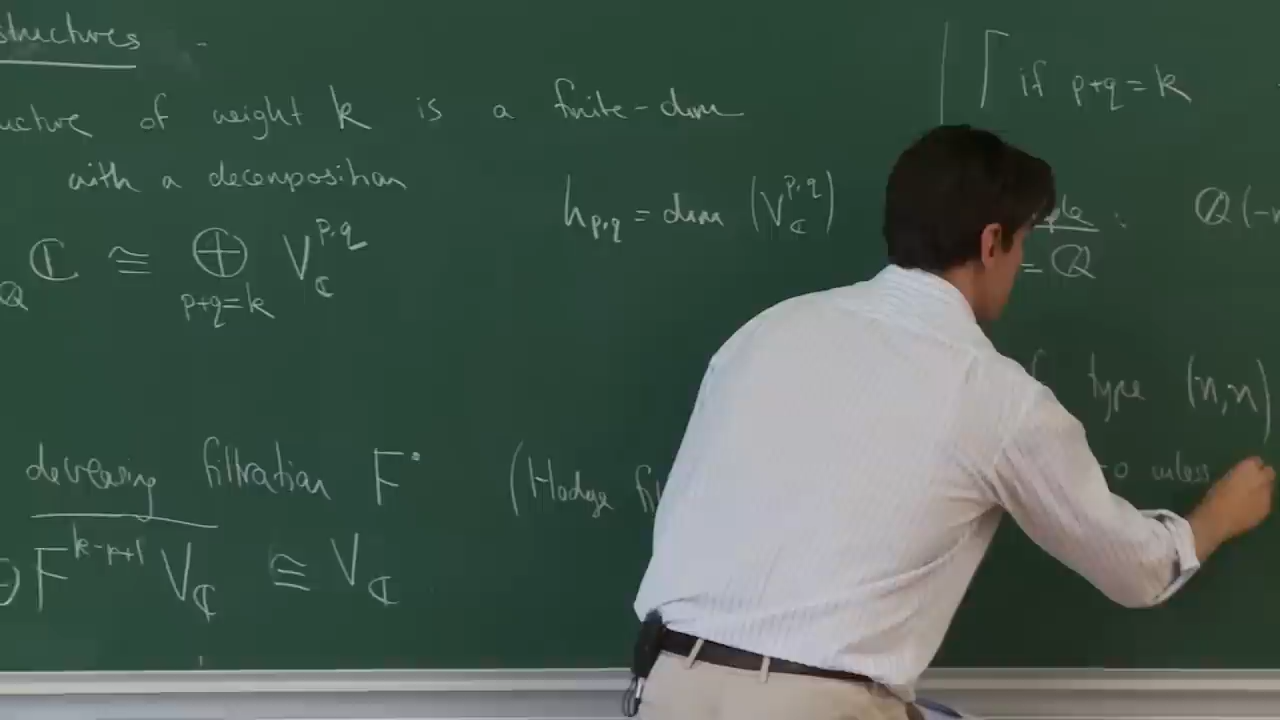 structures
ucture of weight k is a finite-dim
with a decomposition
Q ℂ ≅ ⊕ V_ℂ^{p,q}
p+q=k
h_{p,q} = dim (V_ℂ^{p,q})
decreasing filtration F^• (Hodge
F^{k-p+1} V_ℂ ≅ V_ℂ
if p+q=k
: Q(-
= Q
type (n,n)
0 unless